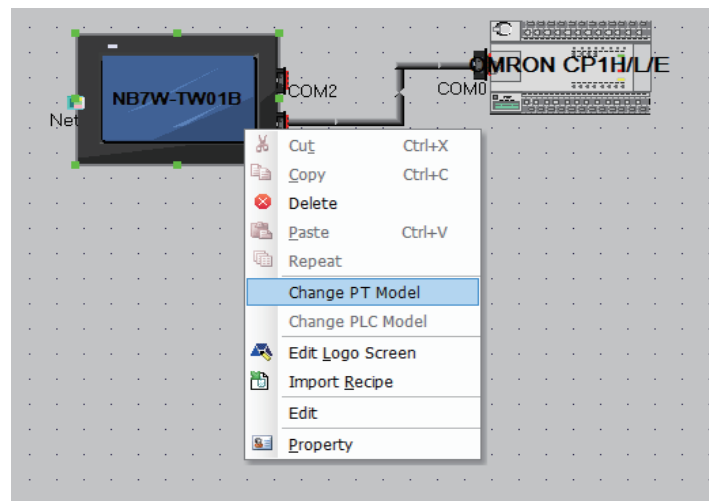 OMRON CP1H/L/E
COM2
COM0
NB7W-TW01B
Net
Cut Ctrl+X
Copy Ctrl+C
Delete
Paste Ctrl+V
Repeat
Change PT Model
Change PLC Model
Edit Logo Screen
Import Recipe
Edit
Property